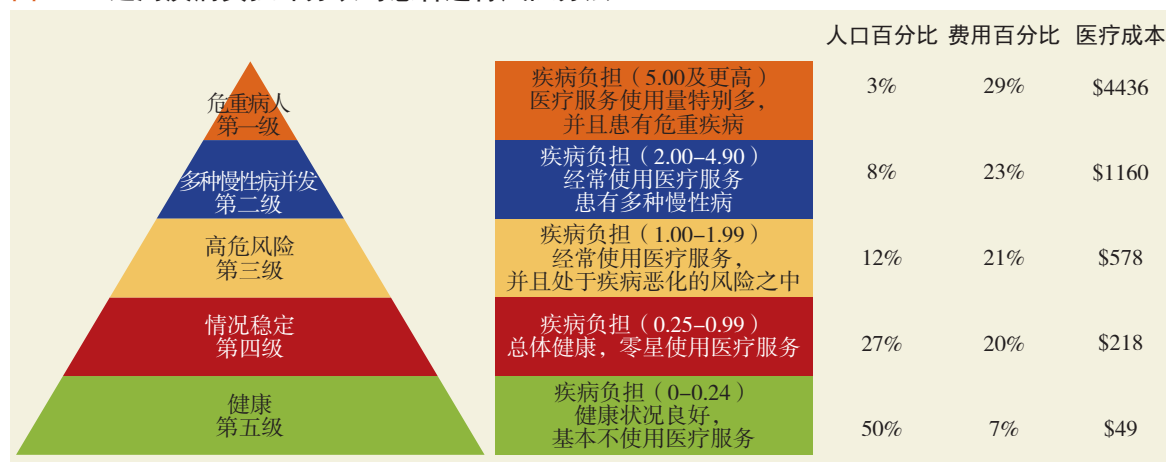 人口百分比 费用百分比 医疗成本
危重病人
第一级
疾病负担（5.00及更高）
医疗服务使用量特别多，
并且患有危重疾病
3% 29% $4436
多种慢性病并发
第二级
疾病负担（2.00–4.90）
经常使用医疗服务
患有多种慢性病
8% 23% $1160
高危风险
第三级
疾病负担（1.00–1.99）
经常使用医疗服务，
并且处于疾病恶化的风险之中
12% 21% $578
情况稳定
第四级
疾病负担（0.25–0.99）
总体健康，零星使用医疗服务
27% 20% $218
健康
第五级
疾病负担（0–0.24）
健康状况良好，
基本不使用医疗服务
50% 7% $49